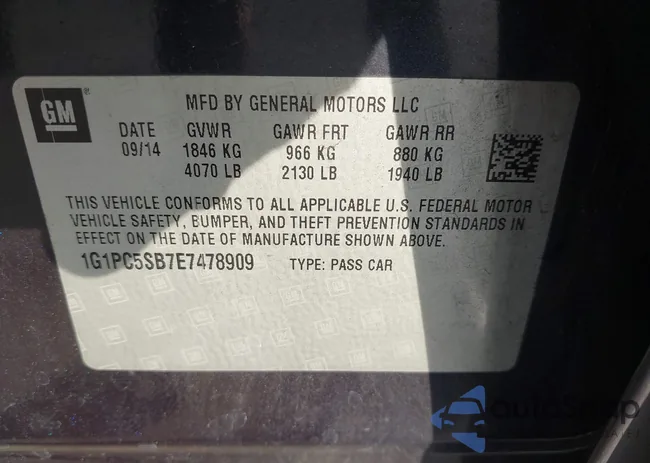 GM
MFD BY GENERAL MOTORS LLC
DATE GVWR GAWR FRT GAWR RR
09/14 1846 KG 966 KG 880 KG
4070 LB 2130 LB 1940 LB
THIS VEHICLE CONFORMS TO ALL APPLICABLE U.S. FEDERAL MOTOR
VEHICLE SAFETY, BUMPER, AND THEFT PREVENTION STANDARDS IN
EFFECT ON THE DATE OF MANUFACTURE SHOWN ABOVE.
1G1PC5SB7E7478909 TYPE: PASS CAR